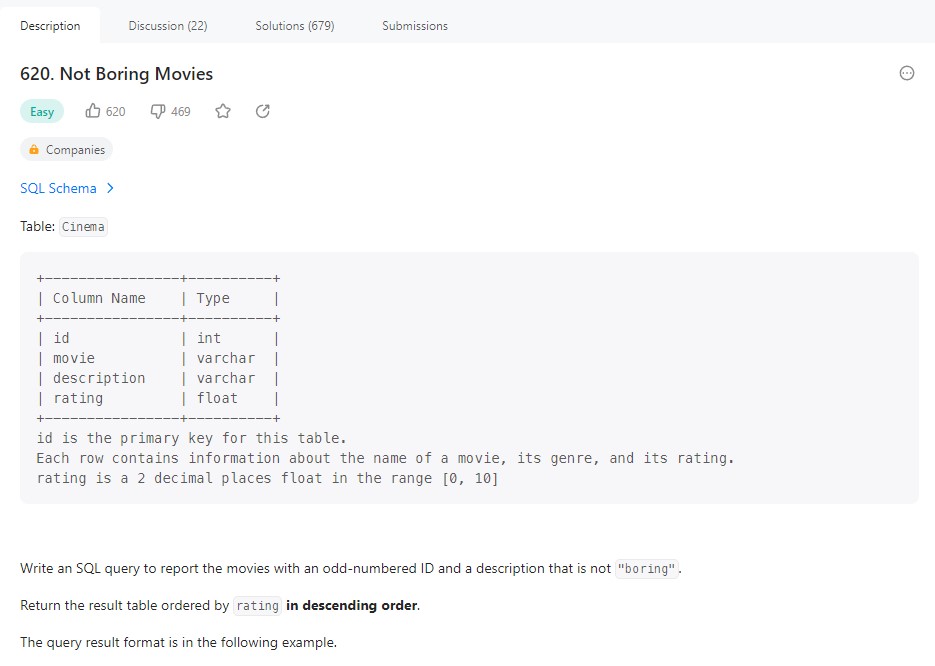 Description Discussion (22) Solutions (679) Submissions
620. Not Boring Movies
Easy 620 469
Companies
SQL Schema >
Table: Cinema
+----------------+----------+
| Column Name    | Type     |
+----------------+----------+
| id             | int      |
| movie          | varchar  |
| description    | varchar  |
| rating         | float    |
+----------------+----------+
id is the primary key for this table.
Each row contains information about the name of a movie, its genre, and its rating.
rating is a 2 decimal places float in the range [0, 10]
Write an SQL query to report the movies with an odd-numbered ID and a description that is not "boring".
Return the result table ordered by rating in descending order.
The query result format is in the following example.